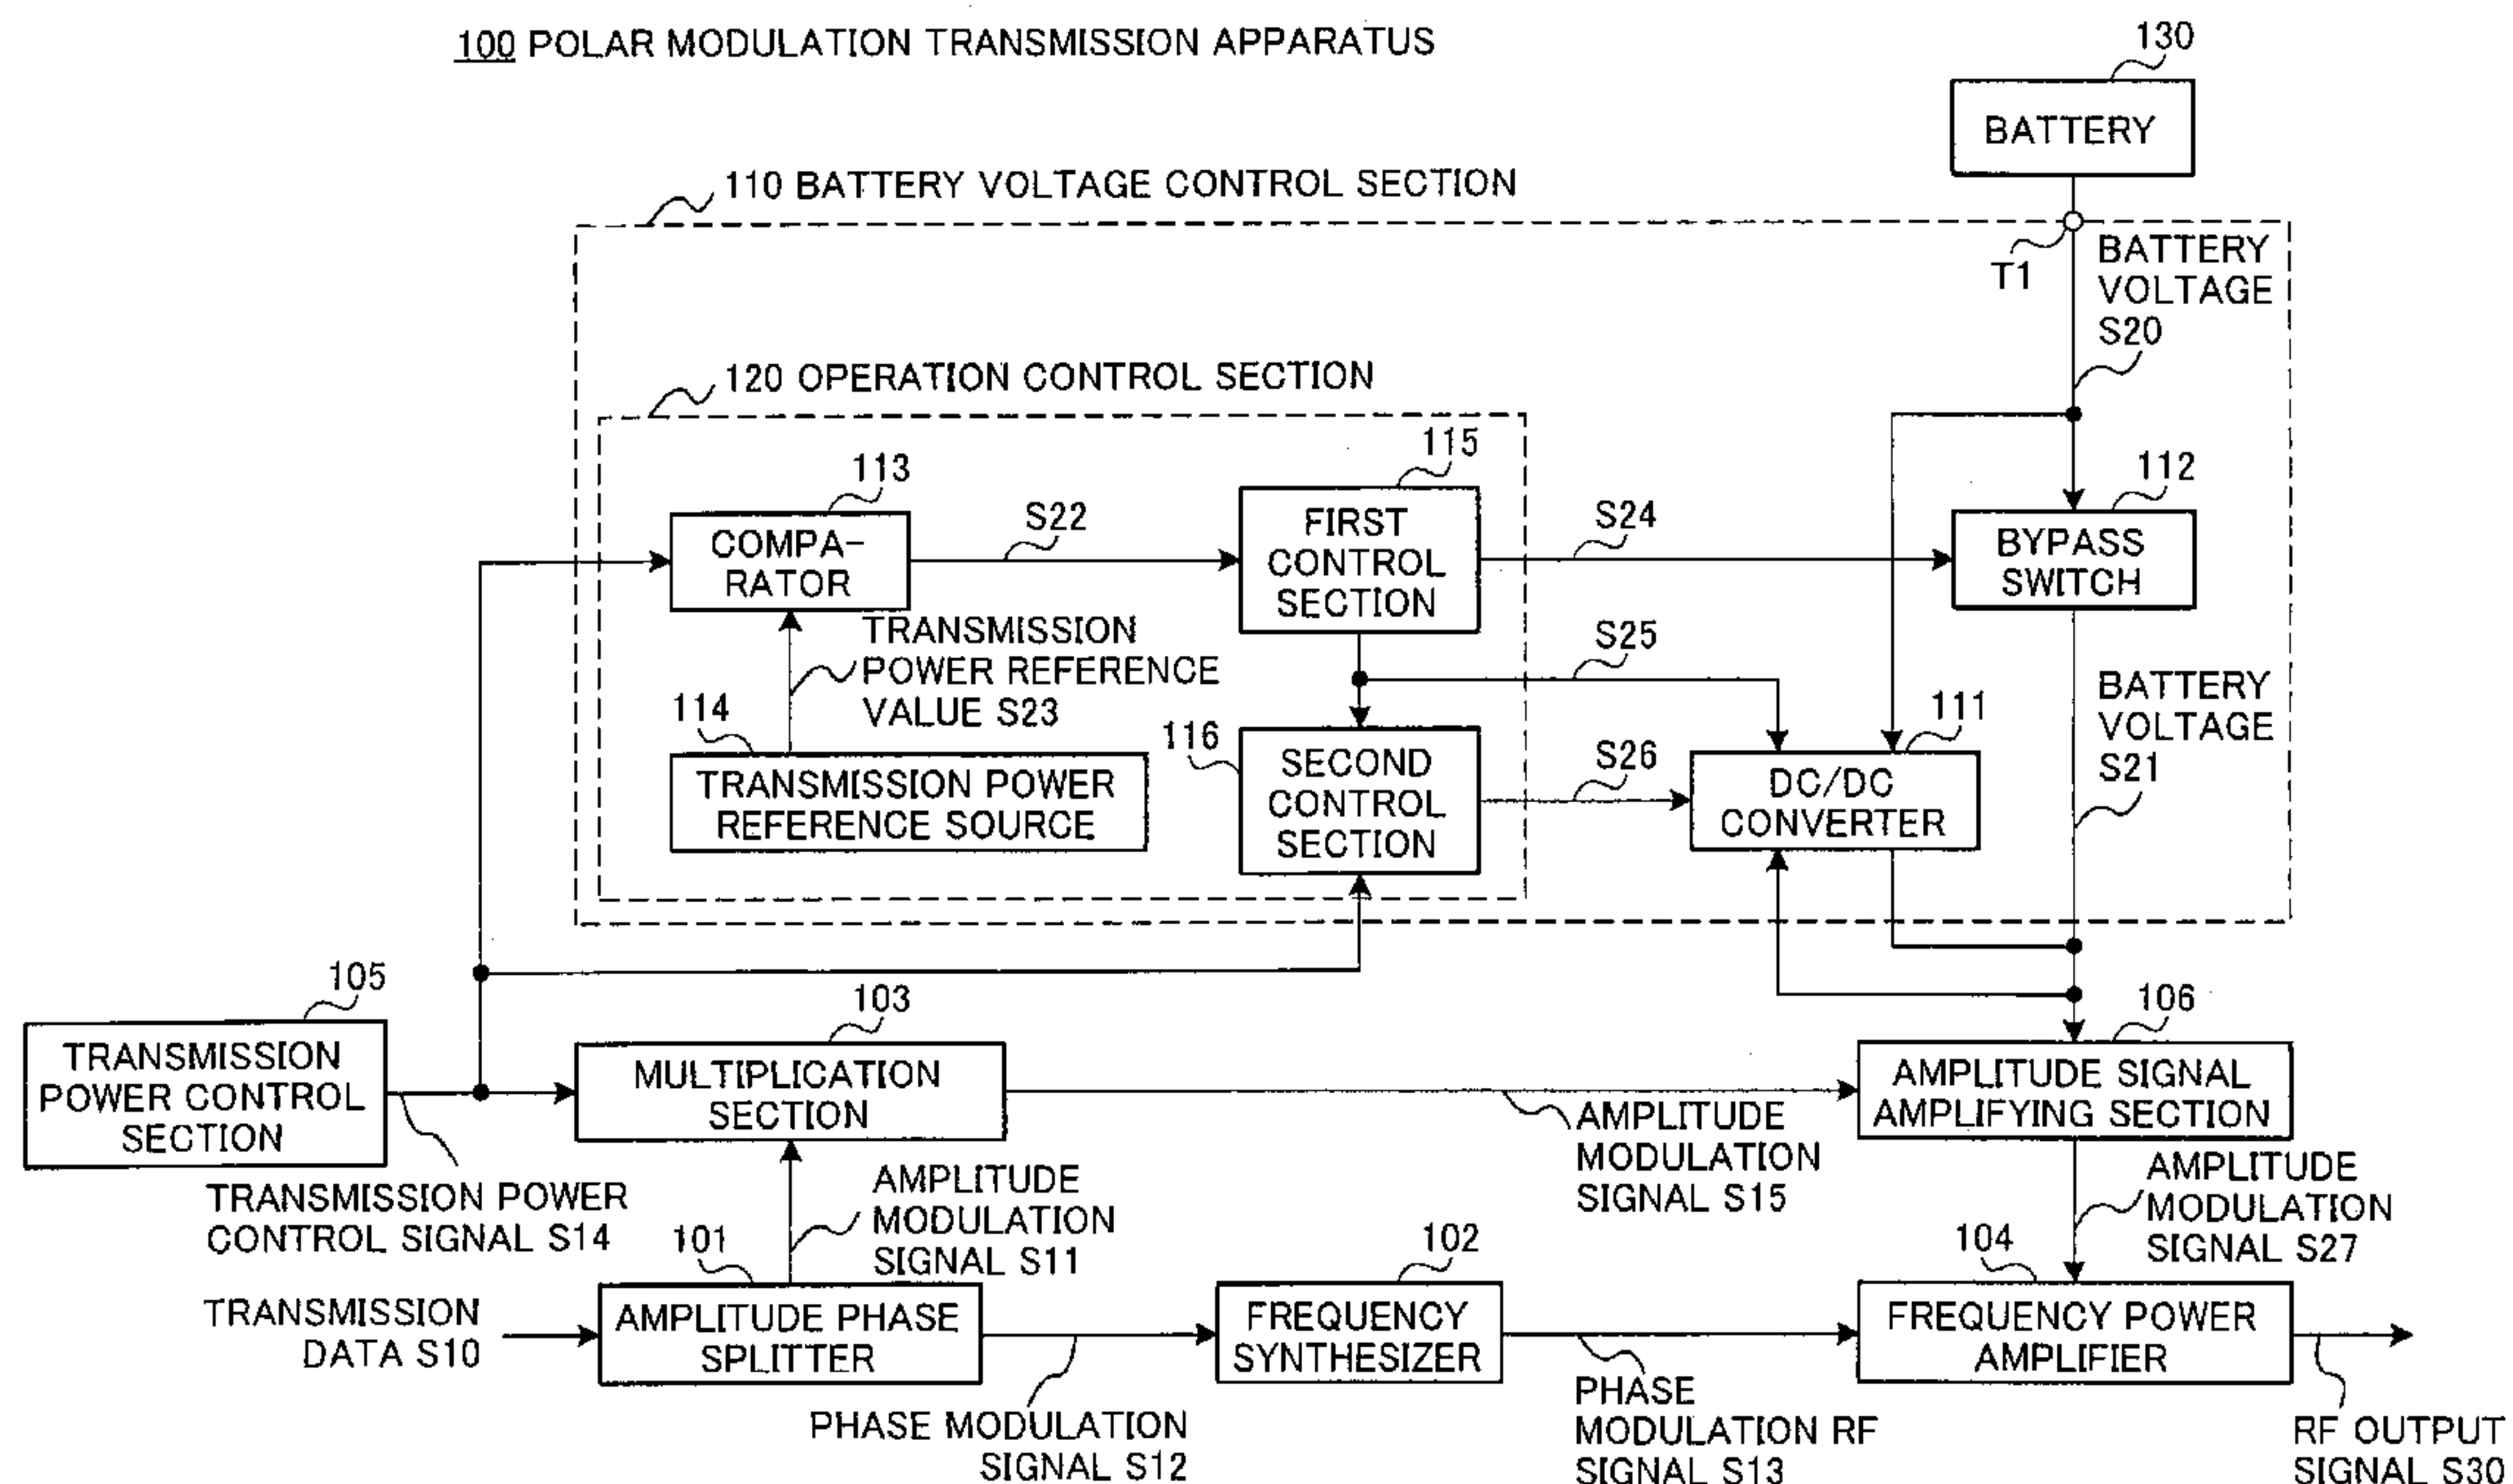 100 POLAR MODULATION TRANSMISSION APPARATUS
130
BATTERY
110 BATTERY VOLTAGE CONTROL SECTION
T1
BATTERY
VOLTAGE
S20
120 OPERATION CONTROL SECTION
113
COMPA-
RATOR
S22
115
FIRST
CONTROL
SECTION
S24
112
BYPASS
SWITCH
TRANSMISSION
POWER REFERENCE
VALUE S23
S25
114
TRANSMISSION POWER
REFERENCE SOURCE
116
SECOND
CONTROL
SECTION
S26
111
DC/DC
CONVERTER
BATTERY
VOLTAGE
S21
105
TRANSMISSION
POWER CONTROL
SECTION
103
MULTIPLICATION
SECTION
106
AMPLITUDE SIGNAL
AMPLIFYING SECTION
TRANSMISSION POWER
CONTROL SIGNAL S14
AMPLITUDE
MODULATION
SIGNAL S11
AMPLITUDE
MODULATION
SIGNAL S15
AMPLITUDE
MODULATION
SIGNAL S27
TRANSMISSION
DATA S10
101
AMPLITUDE PHASE
SPLITTER
102
FREQUENCY
SYNTHESIZER
104
FREQUENCY POWER
AMPLIFIER
PHASE MODULATION
SIGNAL S12
PHASE
MODULATION RF
SIGNAL S13
RF OUTPUT
SIGNAL S30